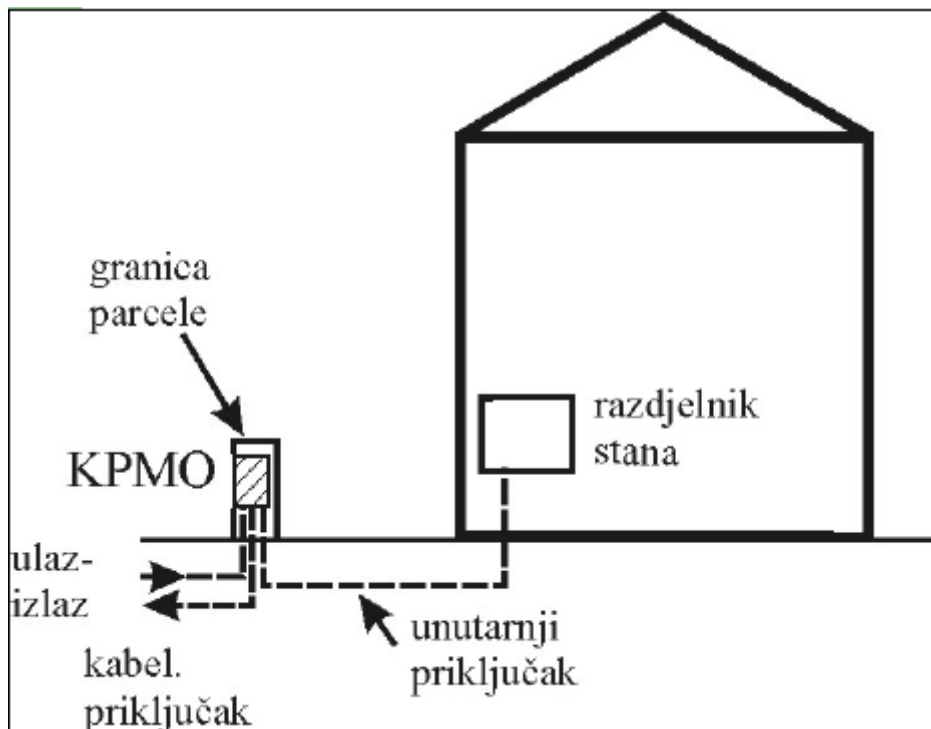 granica
parcele
KPMO
razdjelnik
stana
ulaz-
izlaz
kabel.
priključak
unutarnji
priključak